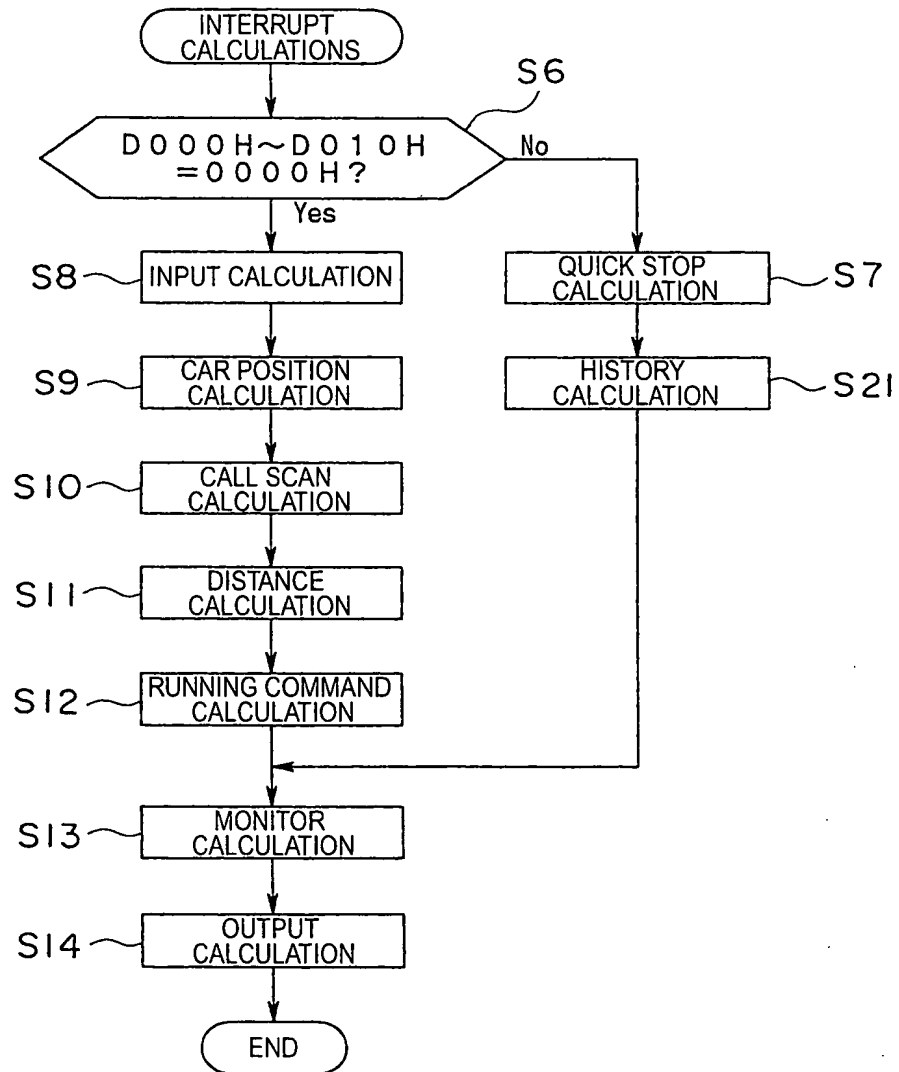 INTERRUPT
CALCULATIONS
S6
D000H~D010H
=0000H?
No
Yes
S8
INPUT CALCULATION
QUICK STOP
CALCULATION
S7
S9
CAR POSITION
CALCULATION
HISTORY
CALCULATION
S21
S10
CALL SCAN
CALCULATION
S11
DISTANCE
CALCULATION
S12
RUNNING COMMAND
CALCULATION
S13
MONITOR
CALCULATION
S14
OUTPUT
CALCULATION
END